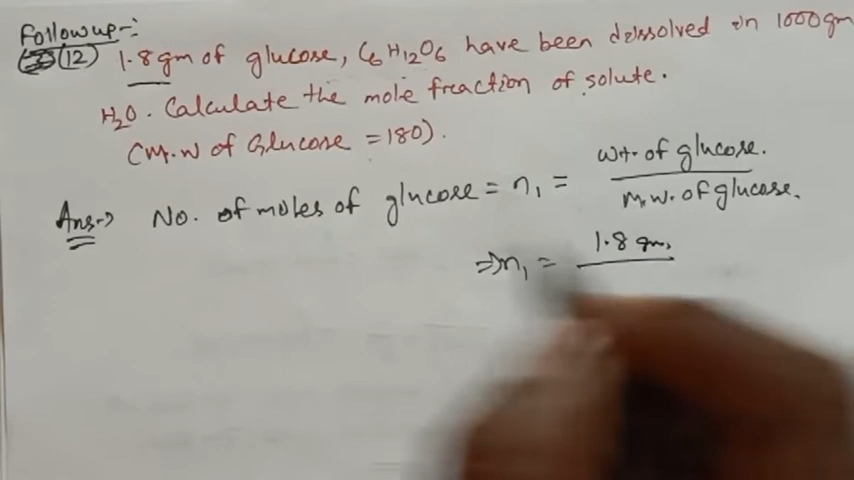 Followup:-
(12) 1.8 gm of glucose, C6H12O6 have been dissolved in 1000 gm
H2O. Calculate the mole freaction of solute.
(M.W of Glucose = 180).
Ans→ No. of moles of glucose = n1 = wt. of glucose. / M.W. of glucose.
⇒ n1 = 1.8 gm.